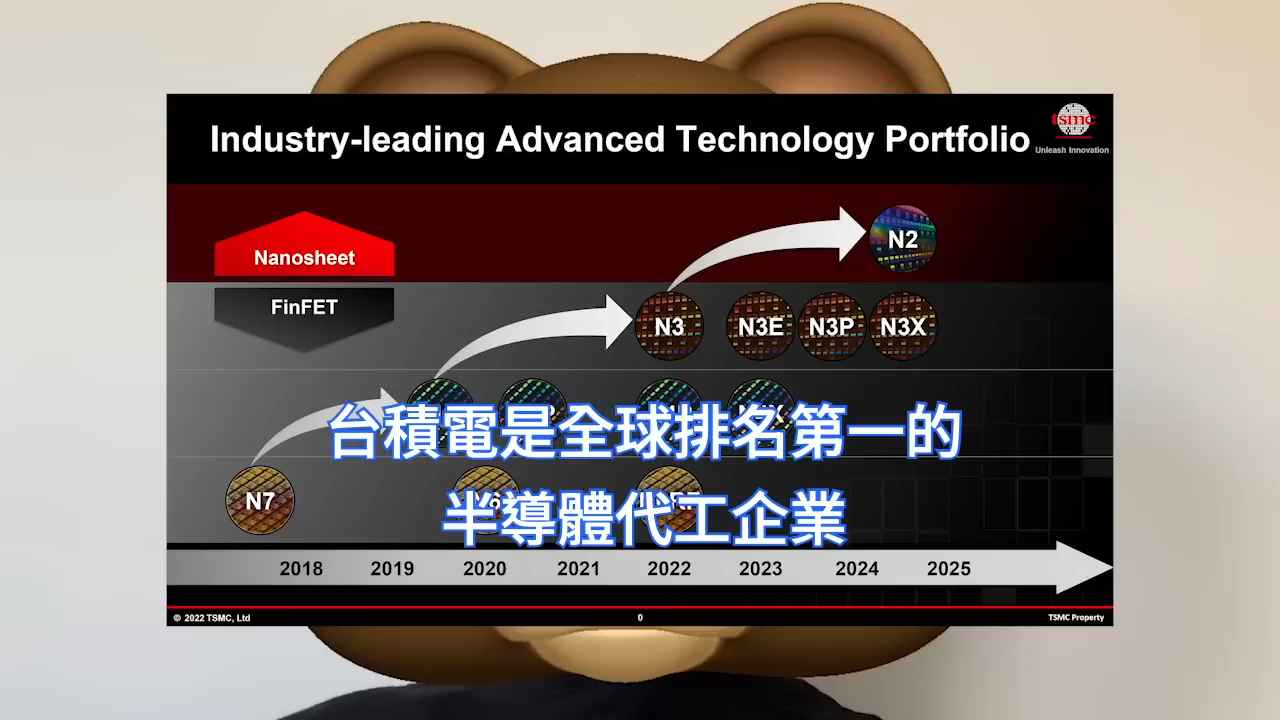 Industry-leading Advanced Technology Portfolio
tsmc
Unleash Innovation
Nanosheet
FinFET
N2
N3
N3E
N3P
N3X
台積電是全球排名第一的
N7
半導體代工企業
2018
2019
2020
2021
2022
2023
2024
2025
© 2022 TSMC, Ltd
0
TSMC Property